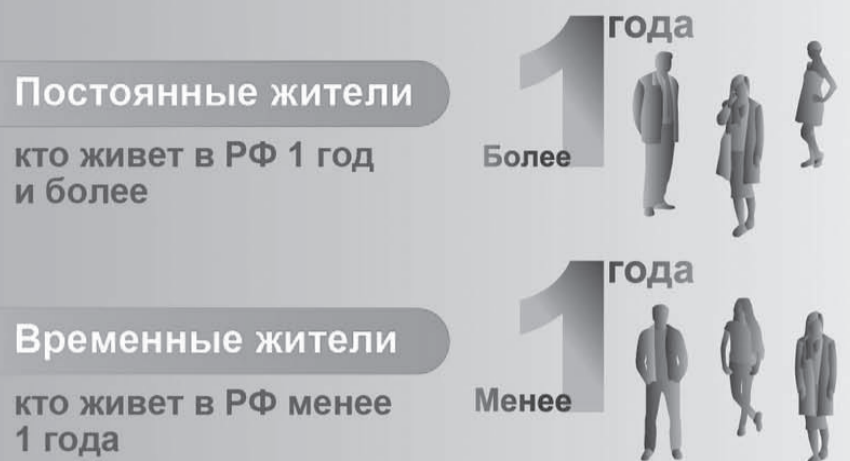 1 года
Постоянные жители
кто живет в РФ 1 год
и более
Более
1 года
Временные жители
кто живет в РФ менее
1 года
Менее